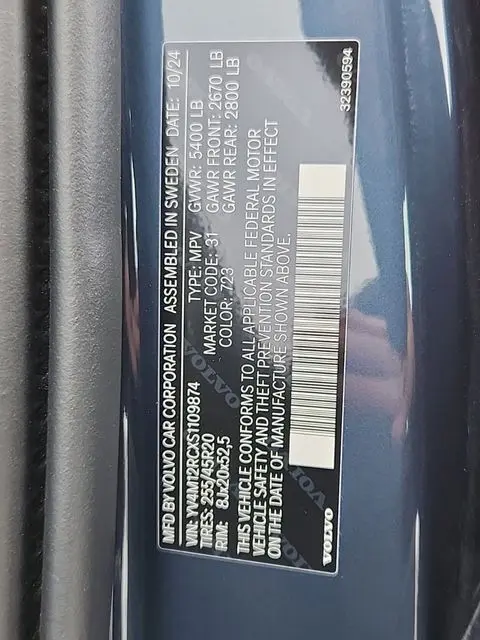 MFD BY VOLVO CAR CORPORATION ASSEMBLED IN SWEDEN DATE: 10/24
VIN: YV4M12RCXS1109874 TYPE: MPV GVWR: 5400 LB
TIRES: 255/45R20 MARKET CODE: 31 GAWR FRONT: 2670 LB
RIM: 8Jx20x52,5 COLOR: 723 GAWR REAR: 2800 LB
THIS VEHICLE CONFORMS TO ALL APPLICABLE FEDERAL MOTOR
VEHICLE SAFETY AND THEFT PREVENTION STANDARDS IN EFFECT
ON THE DATE OF MANUFACTURE SHOWN ABOVE.
VOLVO 32390594